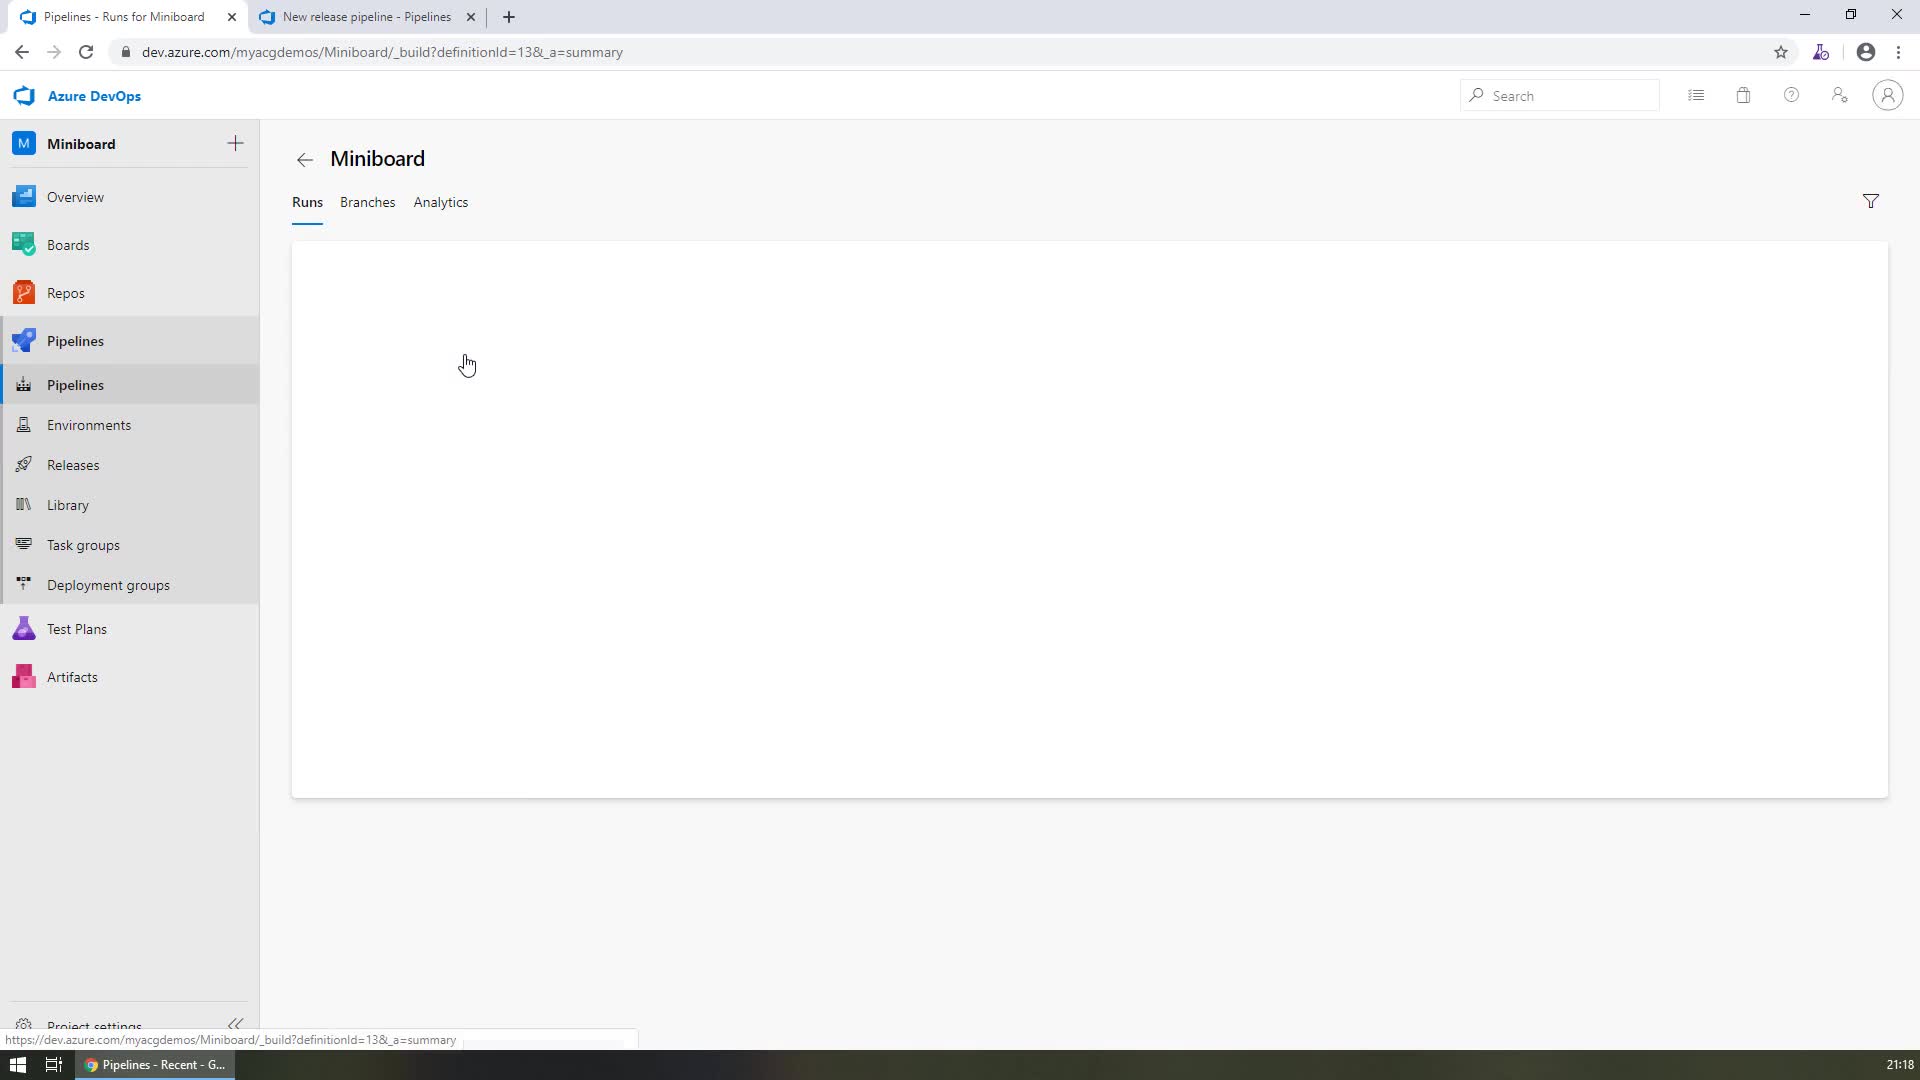 Pipelines - Runs for Miniboard
New release pipeline - Pipelines
dev.azure.com/myacgdemos/Miniboard/_build?definitionId=13&_a=summary
Azure DevOps
Search
M Miniboard
Overview
Boards
Repos
Pipelines
Pipelines
Environments
Releases
Library
Task groups
Deployment groups
Test Plans
Artifacts
Project settings
Miniboard
Runs Branches Analytics
https://dev.azure.com/myacgdemos/Miniboard/_build?definitionId=13&_a=summary
Pipelines - Recent - G...
21:18